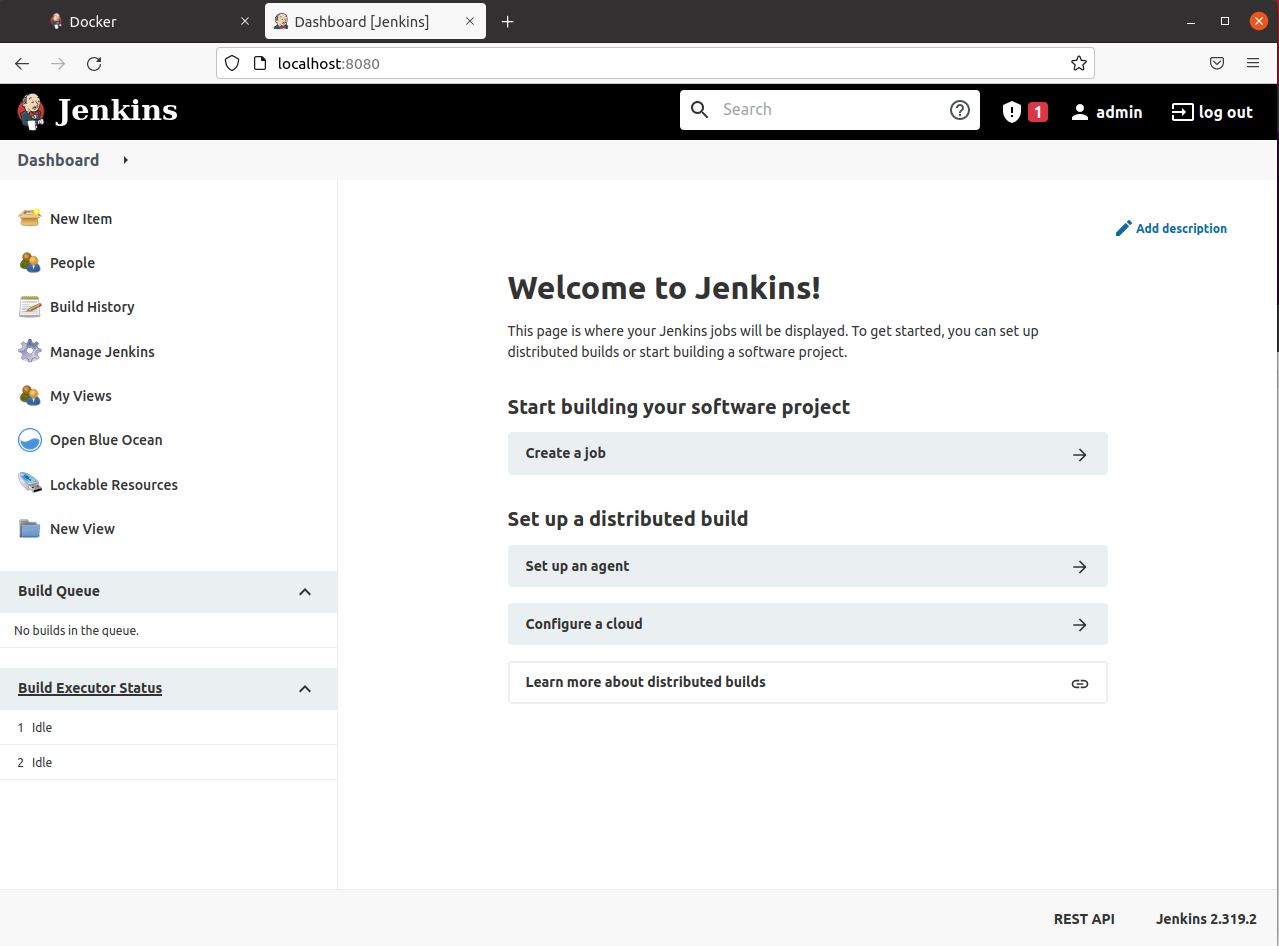 Docker
Dashboard [Jenkins]
localhost:8080
Jenkins
Search
1
admin
log out
Dashboard
New Item
People
Build History
Manage Jenkins
My Views
Open Blue Ocean
Lockable Resources
New View
Build Queue
No builds in the queue.
Build Executor Status
1 Idle
2 Idle
Add description
Welcome to Jenkins!
This page is where your Jenkins jobs will be displayed. To get started, you can set up
distributed builds or start building a software project.
Start building your software project
Create a job
Set up a distributed build
Set up an agent
Configure a cloud
Learn more about distributed builds
REST API
Jenkins 2.319.2